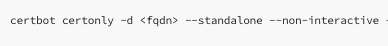 certbot certonly -d <fqdn> --standalone --non-interactive